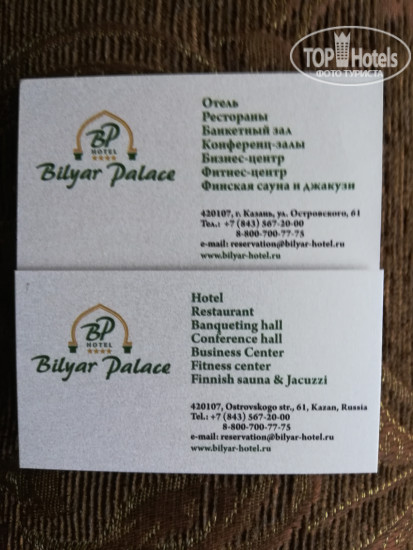 TOP Hotels
ФОТО ТУРИСТА
BP
HOTEL
Bilyar Palace
Отель
Рестораны
Банкетный зал
Конференц-залы
Бизнес-центр
Фитнес-центр
Финская сауна и джакузи
420107, г. Казань, ул. Островского, 61
Тел.: +7 (843) 567-20-00
8-800-700-77-75
e-mail: reservation@bilyar-hotel.ru
www.bilyar-hotel.ru
BP
HOTEL
Bilyar Palace
Hotel
Restaurant
Banqueting hall
Conference hall
Business Center
Fitness center
Finnish sauna & Jacuzzi
420107, Ostrovskogo str., 61, Kazan, Russia
Tel.: +7 (843) 567-20-00
8-800-700-77-75
e-mail: reservation@bilyar-hotel.ru
www.bilyar-hotel.ru